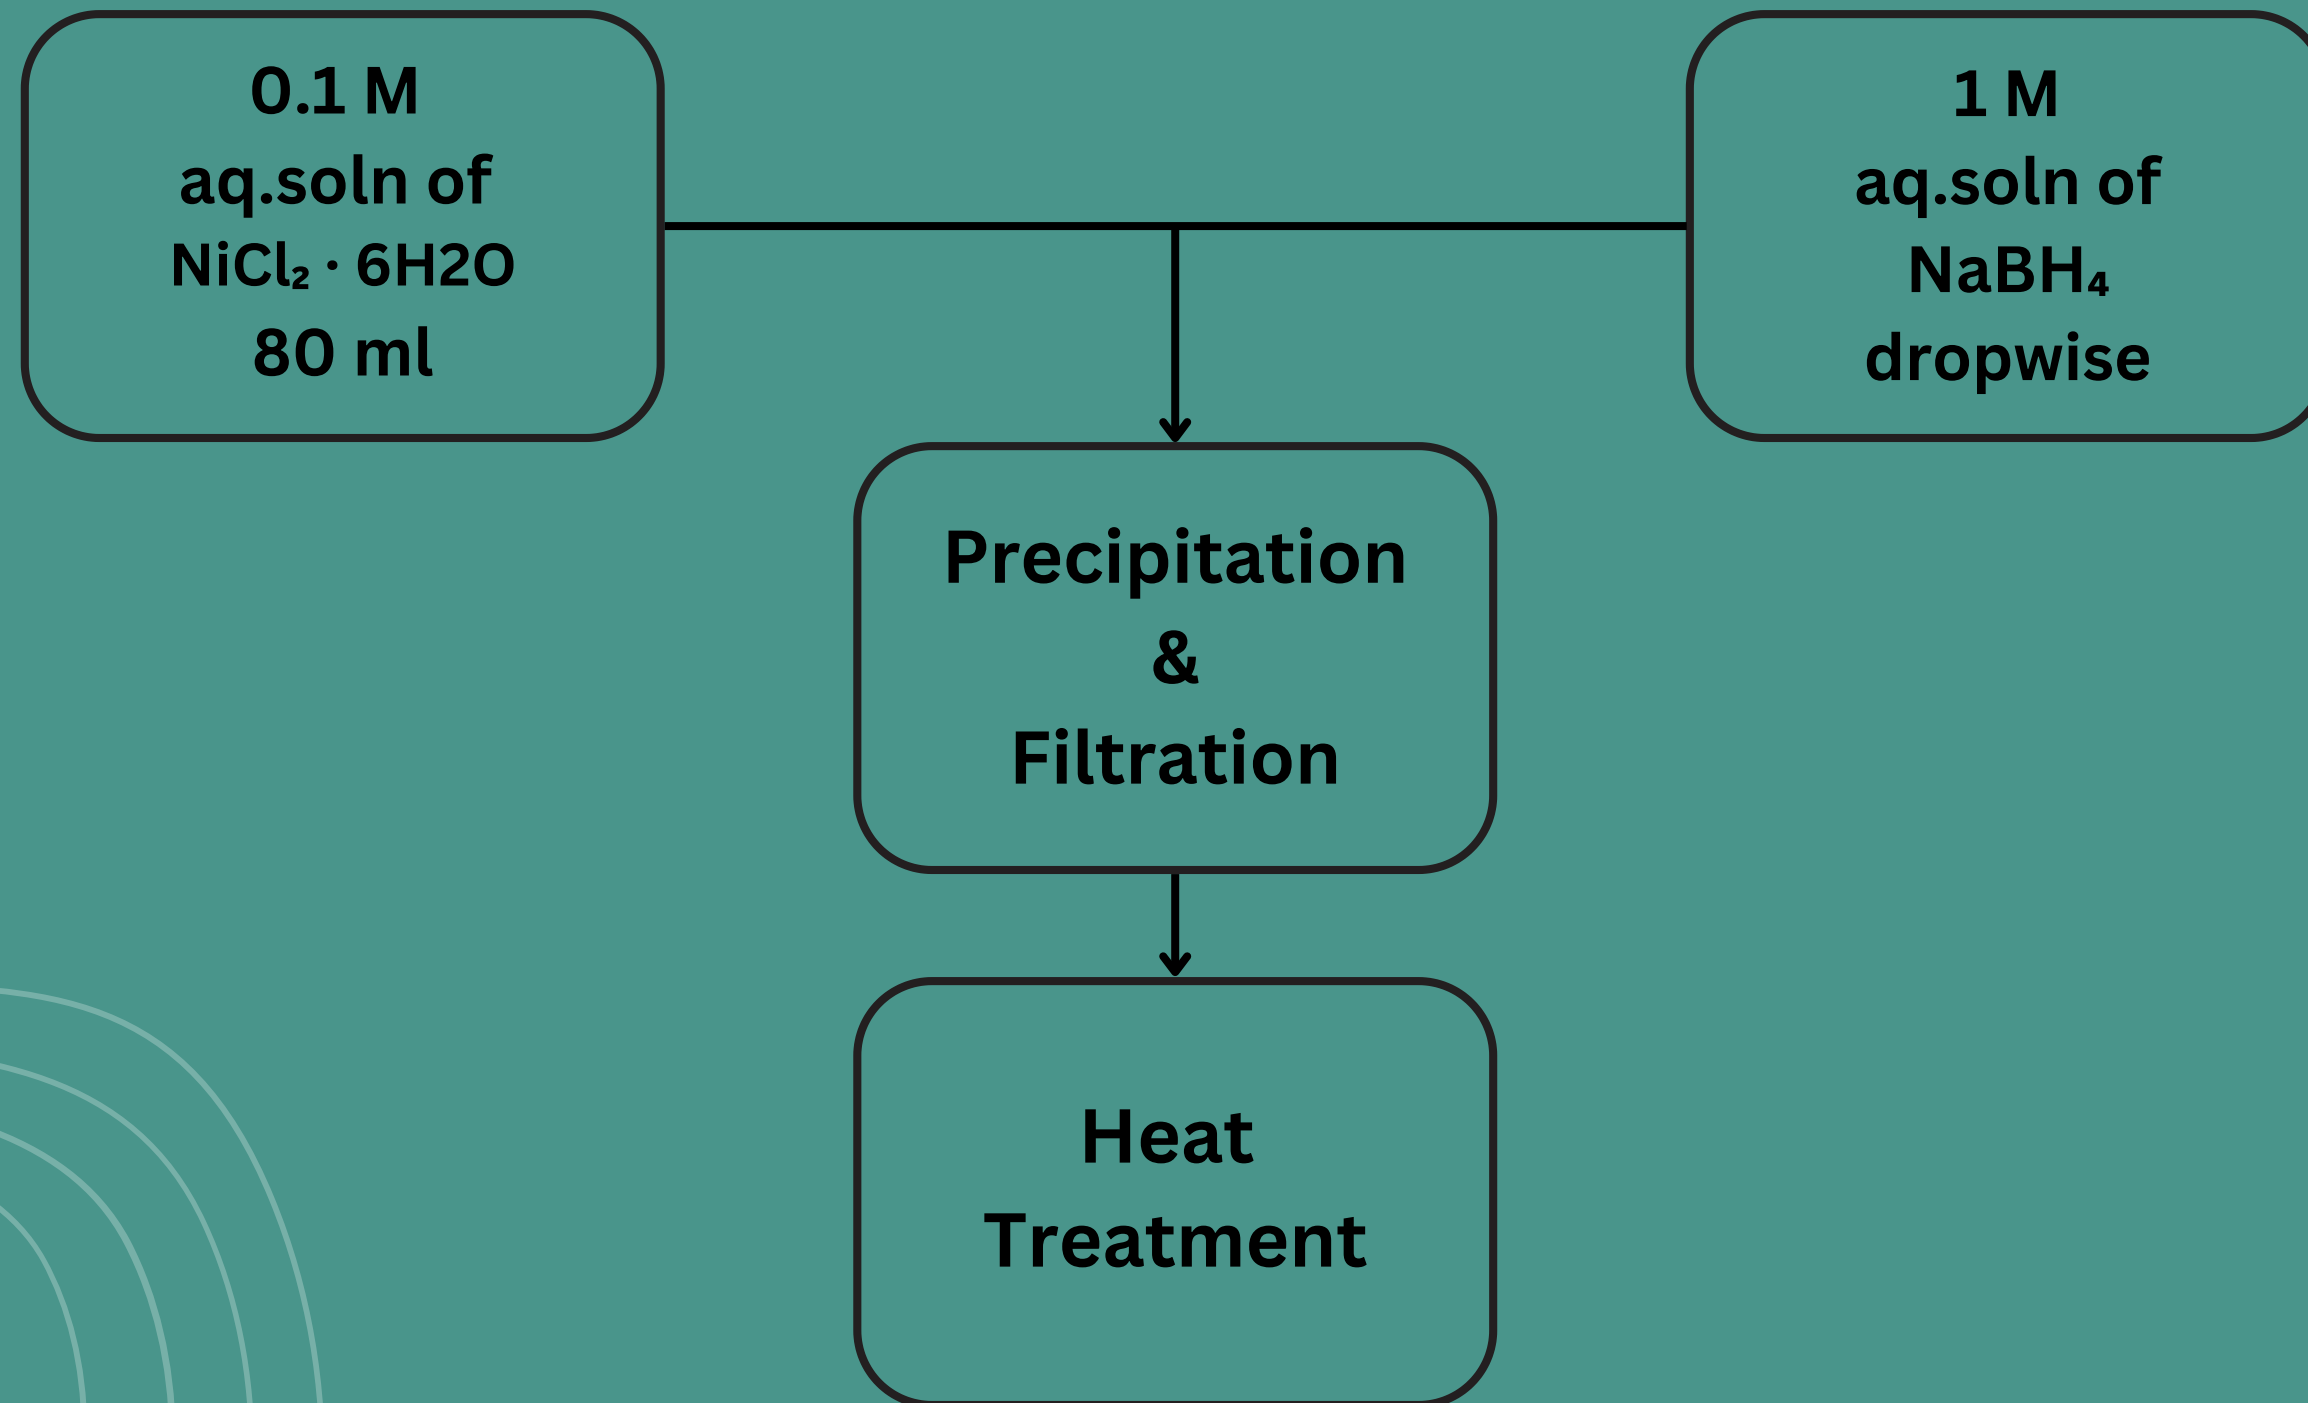 0.1 M
aq.soln of
NiCl₂ · 6H2O
80 ml
1 M
aq.soln of
NaBH₄
dropwise
Precipitation
&
Filtration
Heat
Treatment